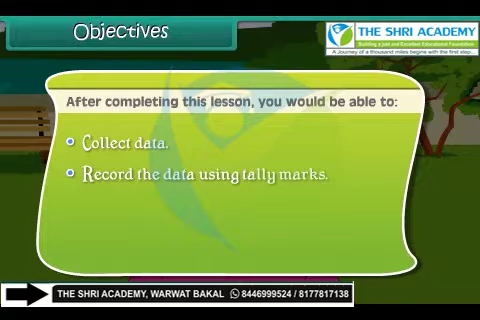 Objectives
THE SHRI ACADEMY
Building a just and Excellent Educational Foundation
A Journey of a thousand miles begins with the first step...
After completing this lesson, you would be able to:
Collect data.
Record the data using tally marks.
THE SHRI ACADEMY, WARWAT BAKAL 8446999524 / 8177817138